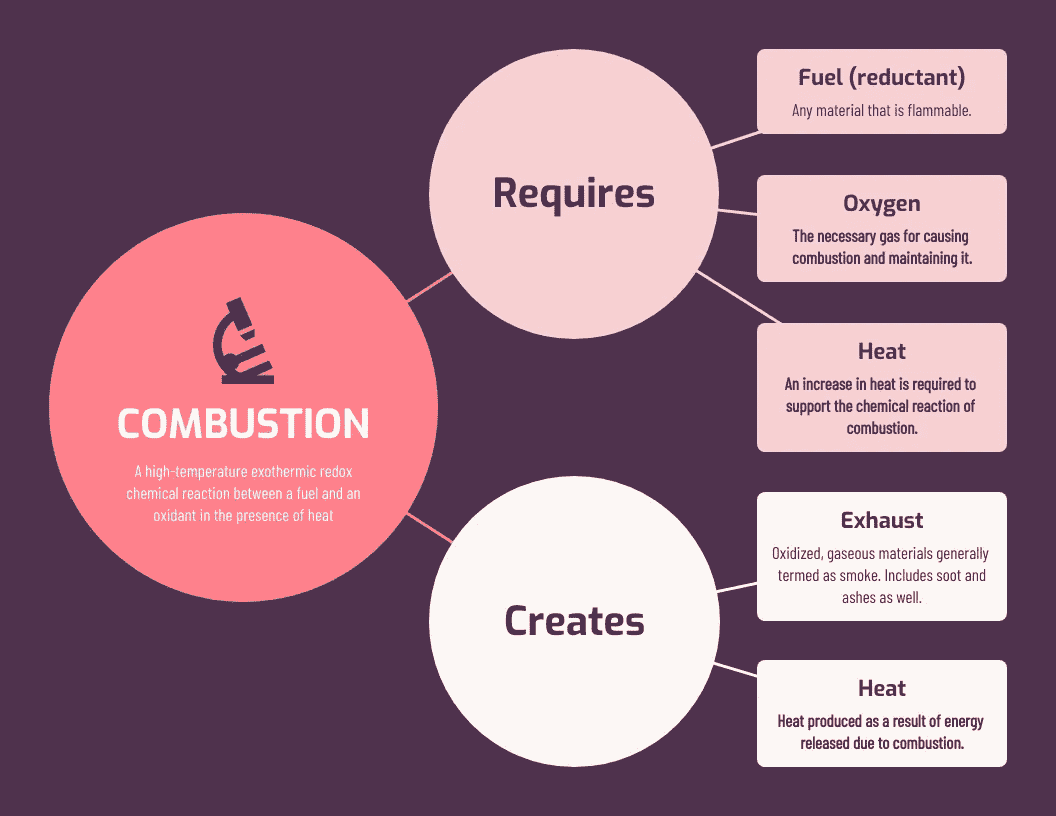 COMBUSTION
A high-temperature exothermic redox
chemical reaction between a fuel and an
oxidant in the presence of heat
Requires
Fuel (reductant)
Any material that is flammable.
Oxygen
The necessary gas for causing
combustion and maintaining it.
Heat
An increase in heat is required to
support the chemical reaction of
combustion.
Creates
Exhaust
Oxidized, gaseous materials generally
termed as smoke. Includes soot and
ashes as well.
Heat
Heat produced as a result of energy
released due to combustion.